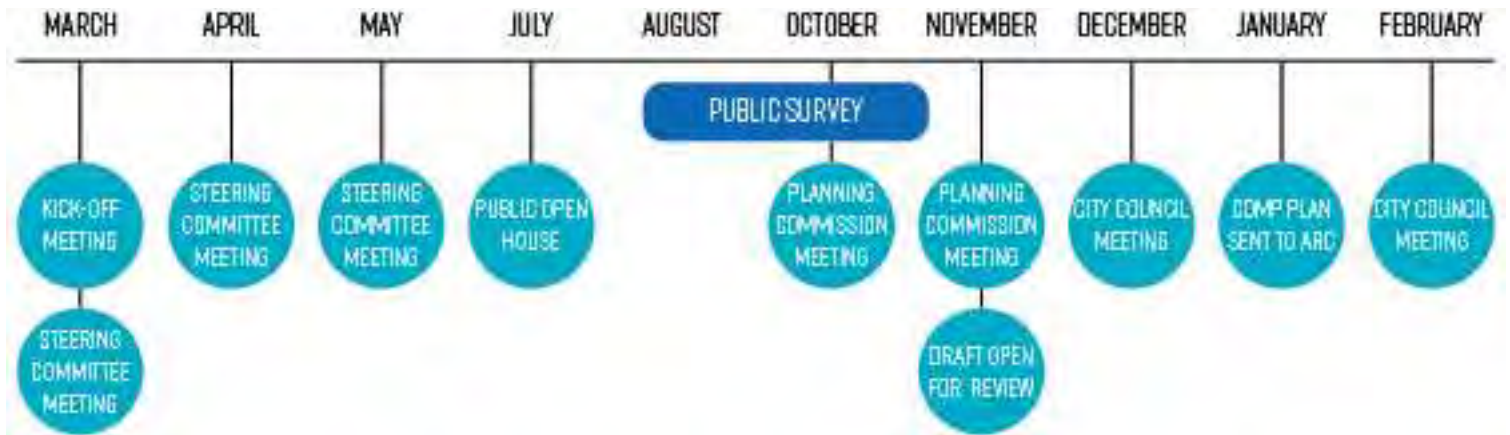 MARCH APRIL MAY JULY AUGUST OCTOBER NOVEMBER DECEMBER JANUARY FEBRUARY
PUBLIC SURVEY
KICK-OFF
MEETING
STEERING
COMMITTEE
MEETING
STEERING
COMMITTEE
MEETING
PUBLIC OPEN
HOUSE
PLANNING
COMMISSION
MEETING
PLANNING
COMMISSION
MEETING
CITY COUNCIL
MEETING
COMP PLAN
SENT TO ARC
CITY COUNCIL
MEETING
STEERING
COMMITTEE
MEETING
DRAFT OPEN
FOR REVIEW